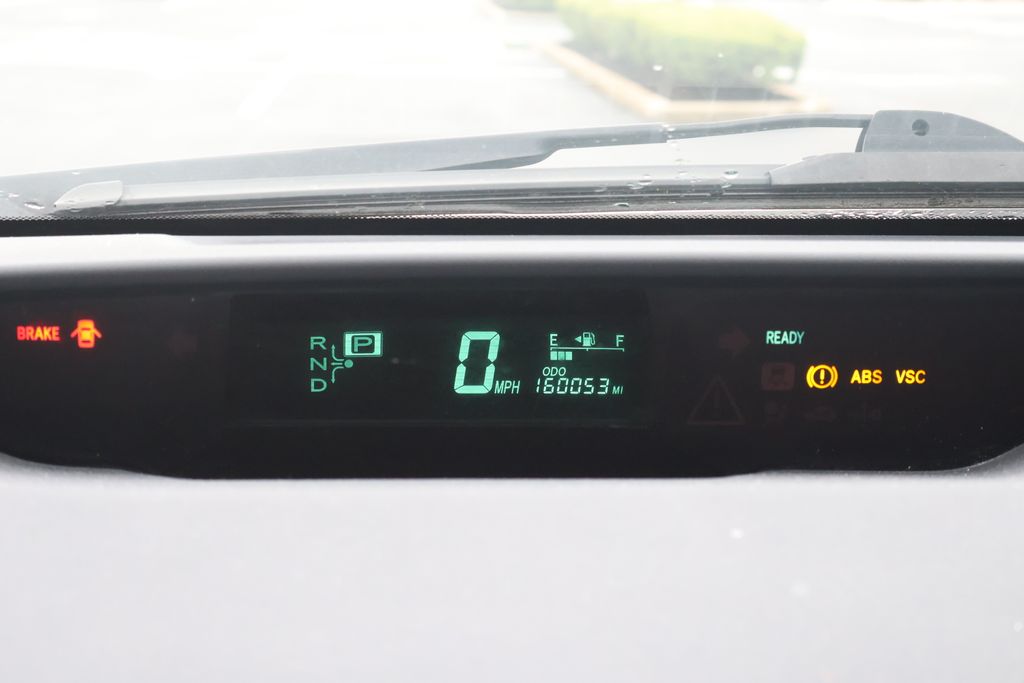 BRAKE
R
N
D
P
0 MPH
E F
ODO
160053 MI
READY
ABS VSC